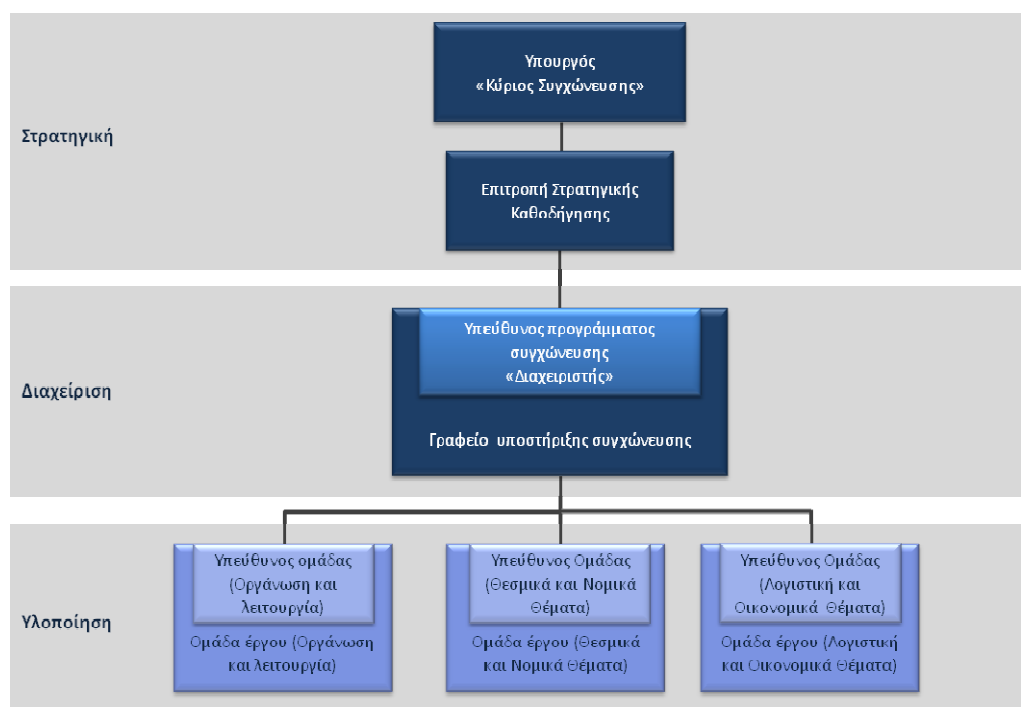 Υπουργός
«Κύριος Συγχώνευσης»
Στρατηγική
Επιτροπή Στρατηγικής
Καθοδήγησης
Υπεύθυνος προγράμματος
συγχώνευσης
«Διαχειριστής»
Διαχείριση
Γραφείο υποστήριξης συγχώνευσης
Υπεύθυνος ομάδας
(Οργάνωση και
λειτουργία)
Ομάδα έργου (Οργάνωση
και λειτουργία)
Υπεύθυνος Ομάδας
(Θεσμικά και Νομικά
Θέματα)
Ομάδα έργου (Θεσμικά
και Νομικά Θέματα)
Υπεύθυνος Ομάδας
(Λογιστική και
Οικονομικά Θέματα)
Ομάδα έργου (Λογιστική
και Οικονομικά Θέματα)
Υλοποίηση